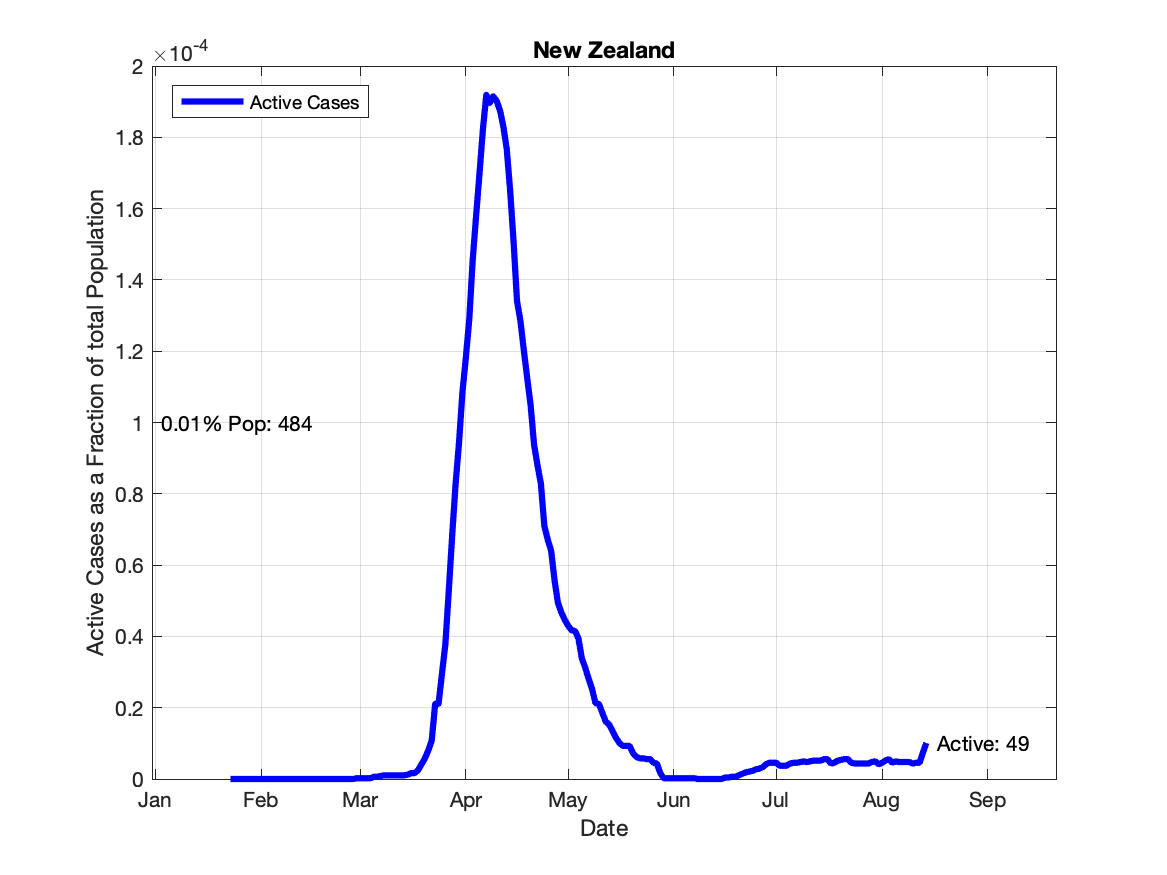 New Zealand
×10-4
Active Cases
2
1.8
1.6
1.4
1.2
1
0.8
0.6
0.4
0.2
0
0.01% Pop: 484
Active: 49
Active Cases as a Fraction of total Population
Jan Feb Mar Apr May Jun Jul Aug Sep
Date